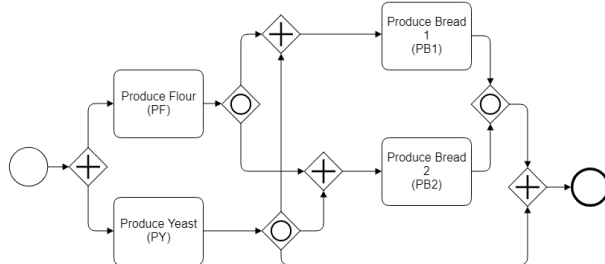 Produce Bread
1
(PB1)
Produce Flour
(PF)
Produce Bread
2
(PB2)
Produce Yeast
(PY)